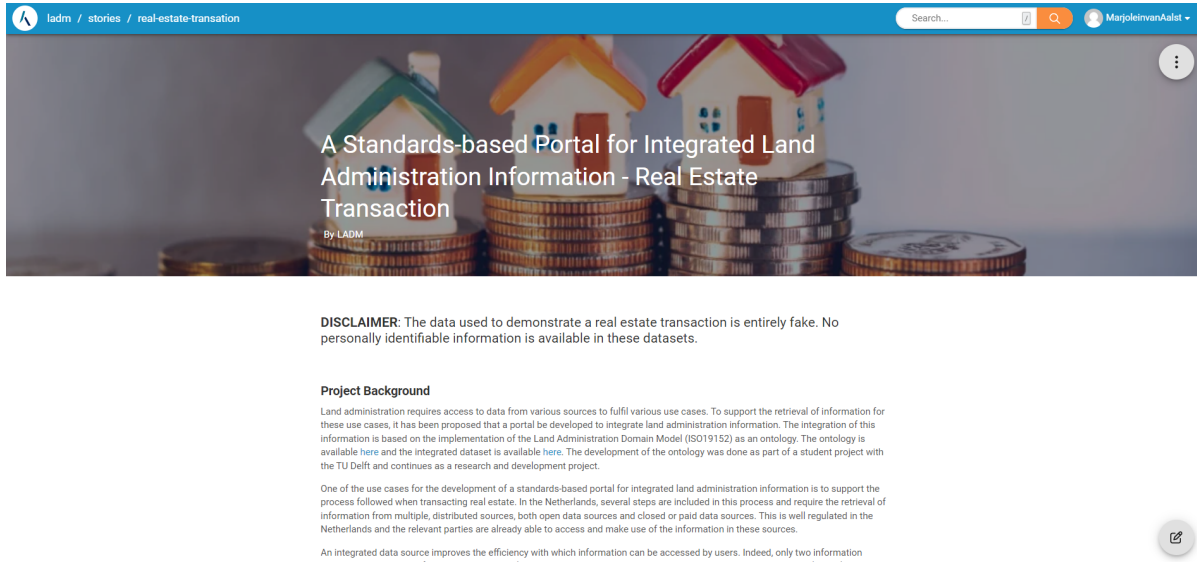 ladm / stories / real-estate-transation
Search...
/
MarjoleinvanAalst
A Standards-based Portal for Integrated Land
Administration Information - Real Estate
Transaction
By LADM
DISCLAIMER: The data used to demonstrate a real estate transaction is entirely fake. No
personally identifiable information is available in these datasets.
Project Background
Land administration requires access to data from various sources to fulfil various use cases. To support the retrieval of information for
these use cases, it has been proposed that a portal be developed to integrate land administration information. The integration of this
information is based on the implementation of the Land Administration Domain Model (ISO19152) as an ontology. The ontology is
available here and the integrated dataset is available here. The development of the ontology was done as part of a student project with
the TU Delft and continues as a research and development project.
One of the use cases for the development of a standards-based portal for integrated land administration information is to support the
process followed when transacting real estate. In the Netherlands, several steps are included in this process and require the retrieval of
information from multiple, distributed sources, both open data sources and closed or paid data sources. This is well regulated in the
Netherlands and the relevant parties are already able to access and make use of the information in these sources.
An integrated data source improves the efficiency with which information can be accessed by users. Indeed, only two information